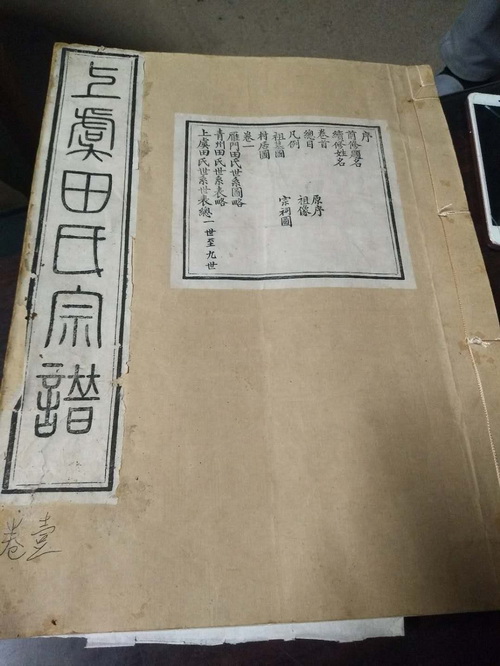 上虞田氏宗譜
序
前修題名
續修姓名
卷首
總目 原序
凡例 祖像
祖墓圖 宗祠圖
村居圖
卷一
雁門田氏世系圖略
青州田氏世系表略
上虞田氏世系世表總一世至九世
卷壹